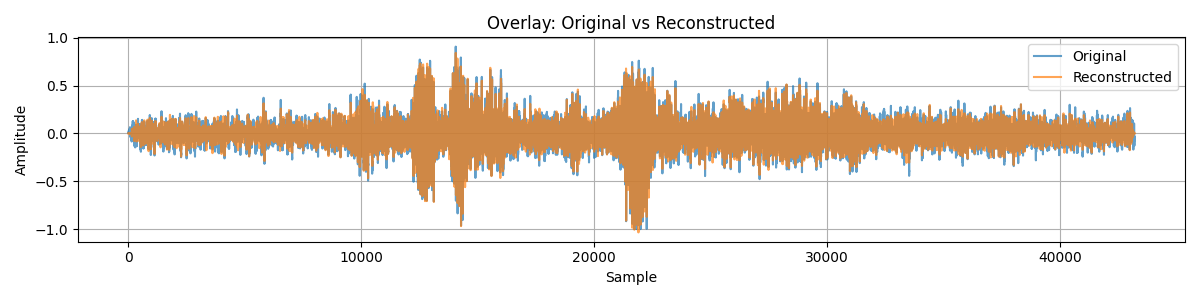 Overlay: Original vs Reconstructed
Original
Reconstructed
Amplitude
1.0
0.5
0.0
−0.5
−1.0
0
10000
20000
30000
40000
Sample